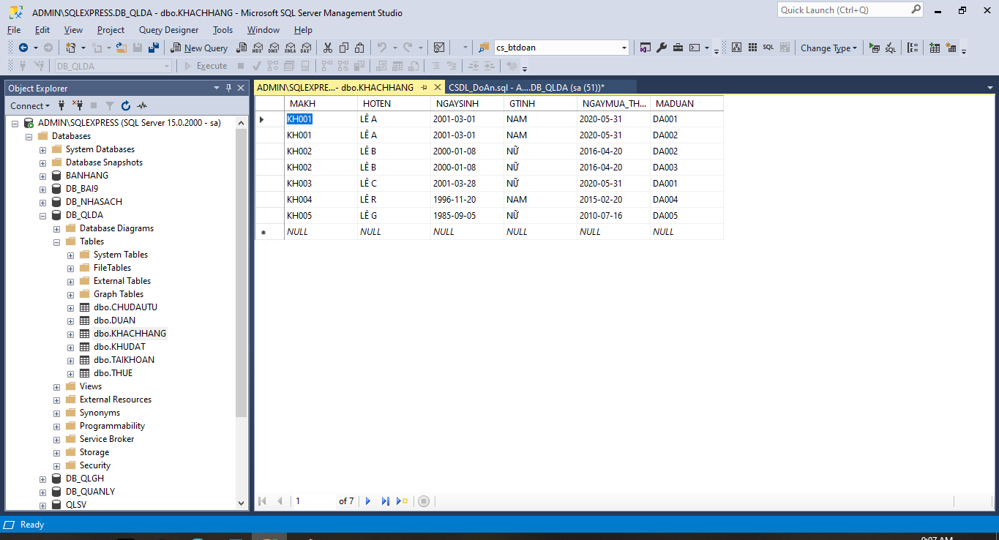 ADMIN\SQLEXPRESS.DB_QLDA - dbo.KHACHHANG - Microsoft SQL Server Management Studio
Quick Launch (Ctrl+Q)
File Edit View Project Query Designer Tools Window Help
New Query MDX DMX XMLA DAX cs_btdoan SQL Change Type SQL
DB_QLDA Execute
Object Explorer
Connect
ADMIN\SQLEXPRESS (SQL Server 15.0.2000 - sa)
Databases
System Databases
Database Snapshots
BANHANG
DB_BAI9
DB_NHASACH
DB_QLDA
Database Diagrams
Tables
System Tables
FileTables
External Tables
Graph Tables
dbo.CHUDAUTU
dbo.DUAN
dbo.KHACHHANG
dbo.KHUDAT
dbo.TAIKHOAN
dbo.THUE
Views
External Resources
Synonyms
Programmability
Service Broker
Storage
Security
DB_QLGH
DB_QUANLY
QLSV
ADMIN\SQLEXPRE...- dbo.KHACHHANG CSDL_DoAn.sql - A....DB_QLDA (sa (51))*
MAKH HOTEN NGAYSINH GTINH NGAYMUA_TH... MADUAN
KH001 LÊ A 2001-03-01 NAM 2020-05-31 DA001
KH001 LÊ A 2001-03-01 NAM 2020-05-31 DA002
KH002 LÊ B 2000-01-08 NỮ 2016-04-20 DA002
KH002 LÊ B 2000-01-08 NỮ 2016-04-20 DA003
KH003 LÊ C 2001-03-28 NỮ 2020-05-31 DA001
KH004 LÊ R 1996-11-20 NAM 2015-02-20 DA004
KH005 LÊ G 1985-09-05 NỮ 2010-07-16 DA005
NULL NULL NULL NULL NULL NULL
1 of 7
Ready